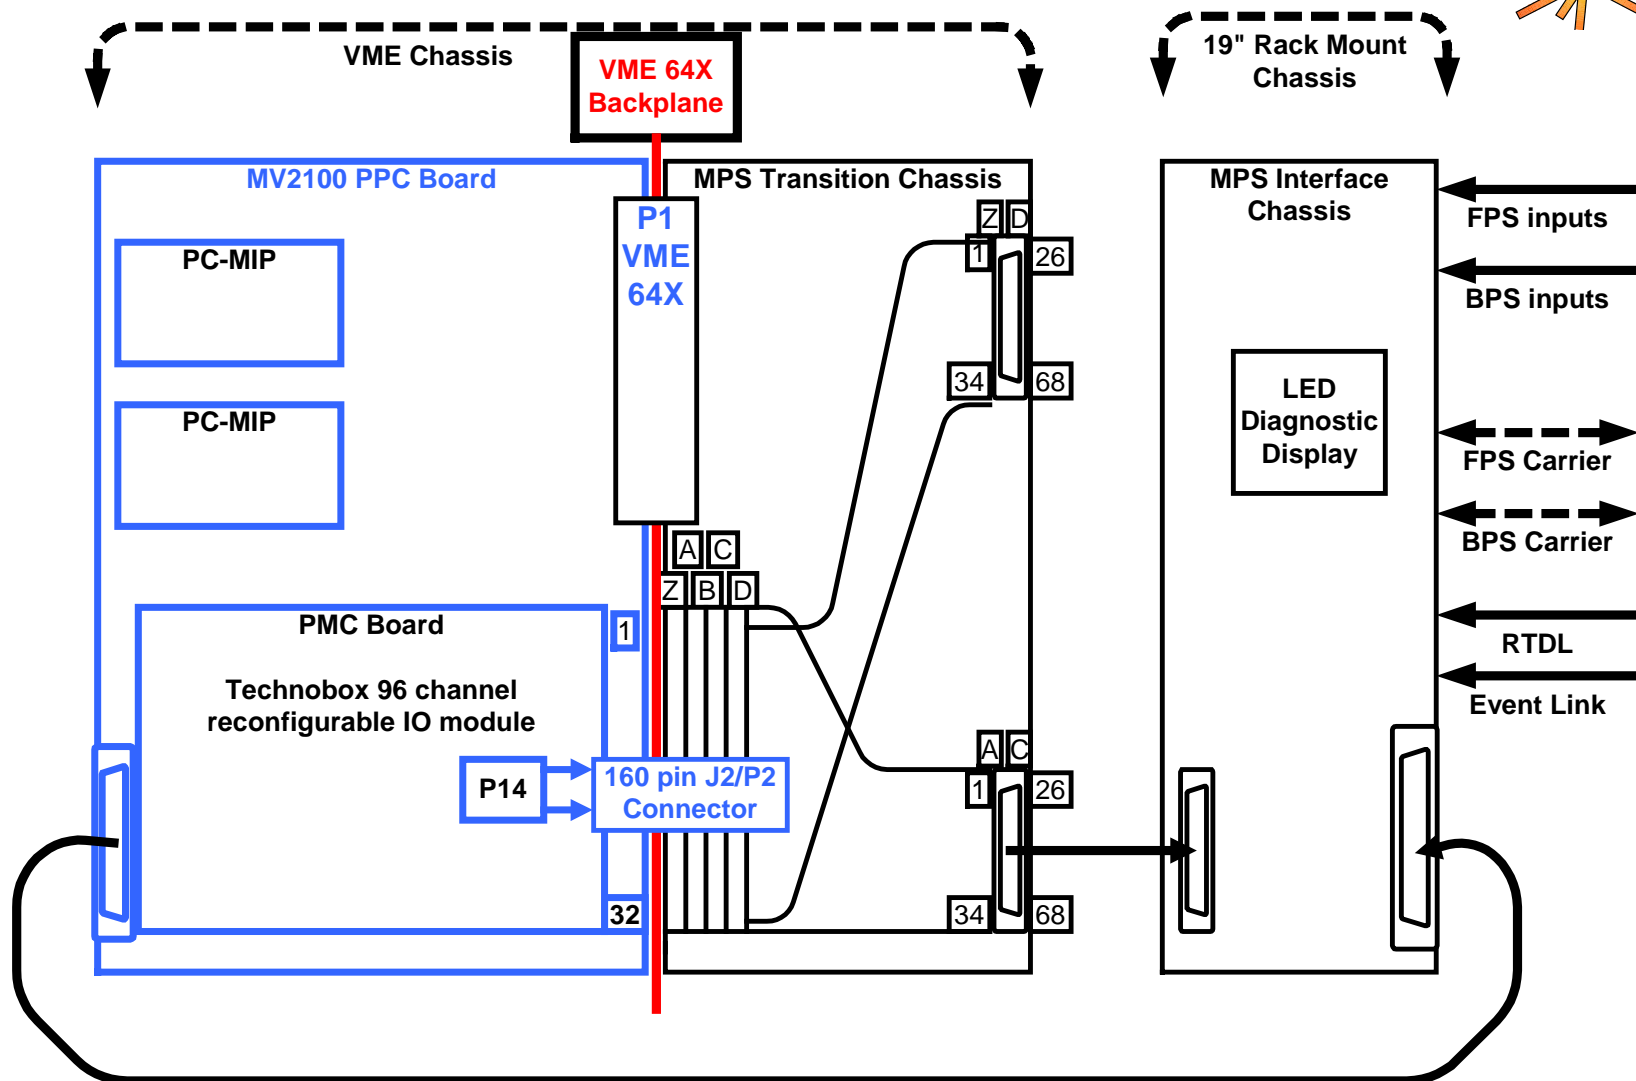 VME Chassis
VME 64X
Backplane
19" Rack Mount
Chassis
MV2100 PPC Board
PC-MIP
PC-MIP
P1
VME
64X
MPS Transition Chassis
Z D
1
26
34
68
A C
Z B D
PMC Board
1
Technobox 96 channel
reconfigurable IO module
P14
160 pin J2/P2
Connector
32
A C
1
26
34
68
MPS Interface
Chassis
LED
Diagnostic
Display
FPS inputs
BPS inputs
FPS Carrier
BPS Carrier
RTDL
Event Link